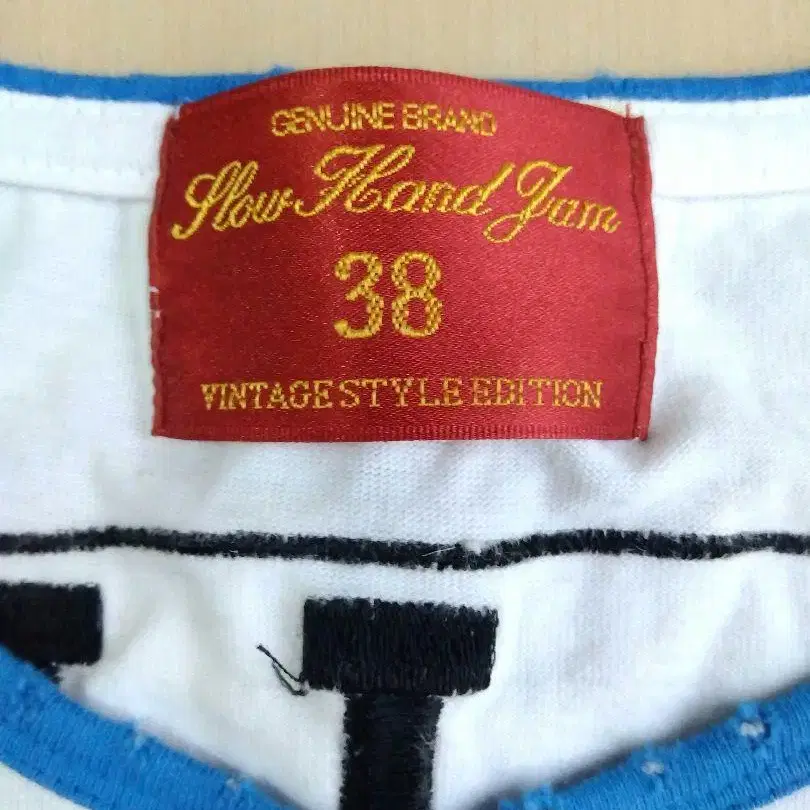 GENUINE BRAND
Slow Hand Jam
38
VINTAGE STYLE EDITION